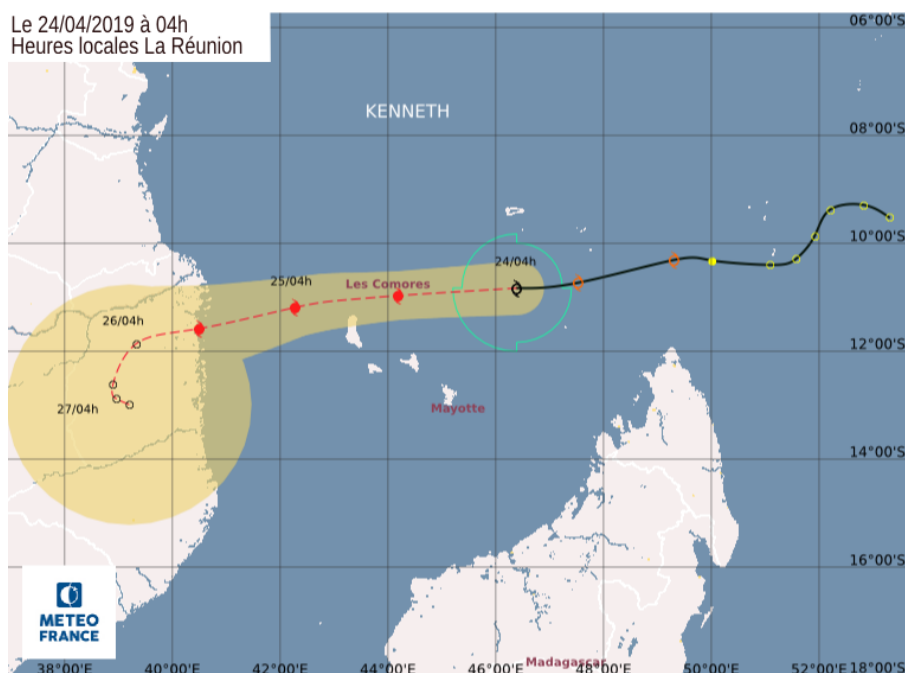 Le 24/04/2019 à 04h
Heures locales La Réunion
06°00'S
KENNETH
08°00'S
10°00'S
24/04h
25/04h
Les Comores
26/04h
12°00'S
27/04h
Mayotte
14°00'S
16°00'S
METEO
FRANCE
Madagascar
38°00'E 40°00'E 42°00'E 44°00'E 46°00'E 48°00'E 50°00'E 52°00'E 18°00'S